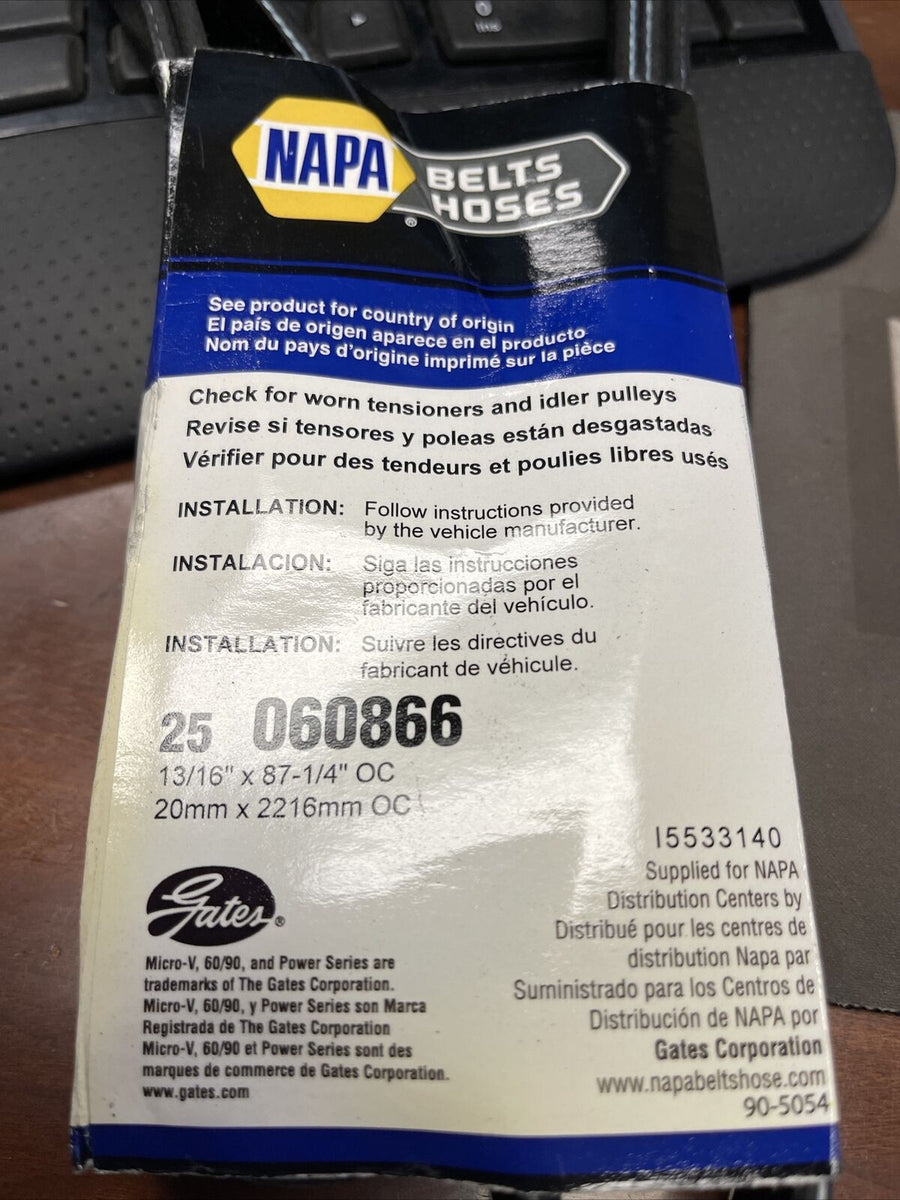 0
Ins
NAPA
BELTS
HOSES
®
See product for country of origin
El país de origen aparece en el producto
Nom du pays d'origine imprimé sur la pièce
Check for worn tensioners and idler pulleys
Revise si tensores y poleas están desgastadas
Vérifier pour des tendeurs et poulies libres usés
INSTALLATION: Follow instructions provided
by the vehicle manufacturer.
INSTALACION: Siga las instrucciones
proporcionadas por el
fabricante del vehículo.
INSTALLATION: Suivre les directives du
fabricant de véhicule.
25 060866
13/16" x 87-1/4" OC
20mm x 2216mm OC
Gates®
Micro-V, 60/90, and Power Series are
trademarks of The Gates Corporation.
Micro-V, 60/90, y Power Series son Marca
Registrada de The Gates Corporation
Micro-V, 60/90 et Power Series sont des
marques de commerce de Gates Corporation.
www.gates.com
I5533140
Supplied for NAPA
Distribution Centers by
Distribué pour les centres de
distribution Napa par
Suministrado para los Centros de
Distribución de NAPA por
Gates Corporation
www.napabeltshose.com
90-5054